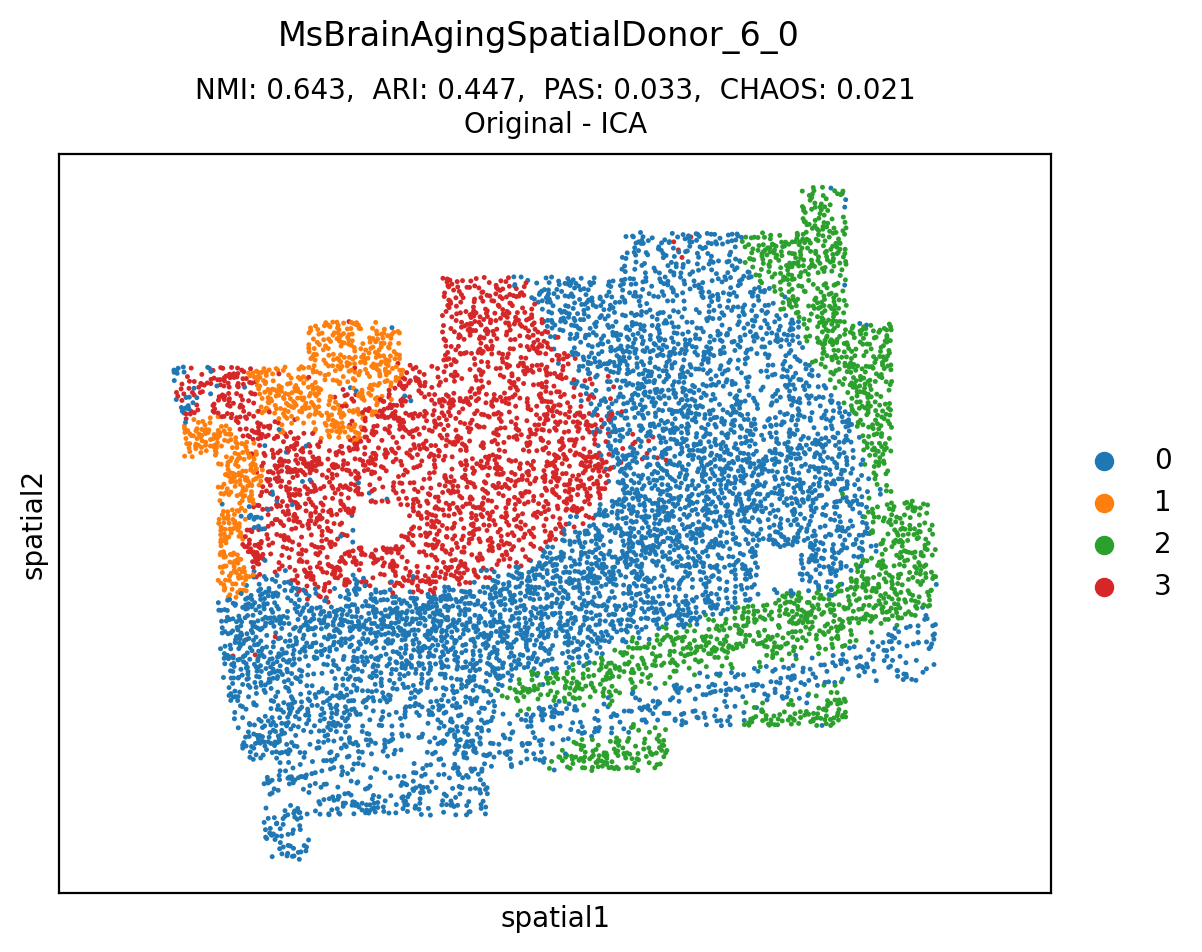 MsBrainAgingSpatialDonor_6_0
NMI: 0.643,  ARI: 0.447,  PAS: 0.033,  CHAOS: 0.021
Original - ICA
spatial2
0
1
2
3
spatial1